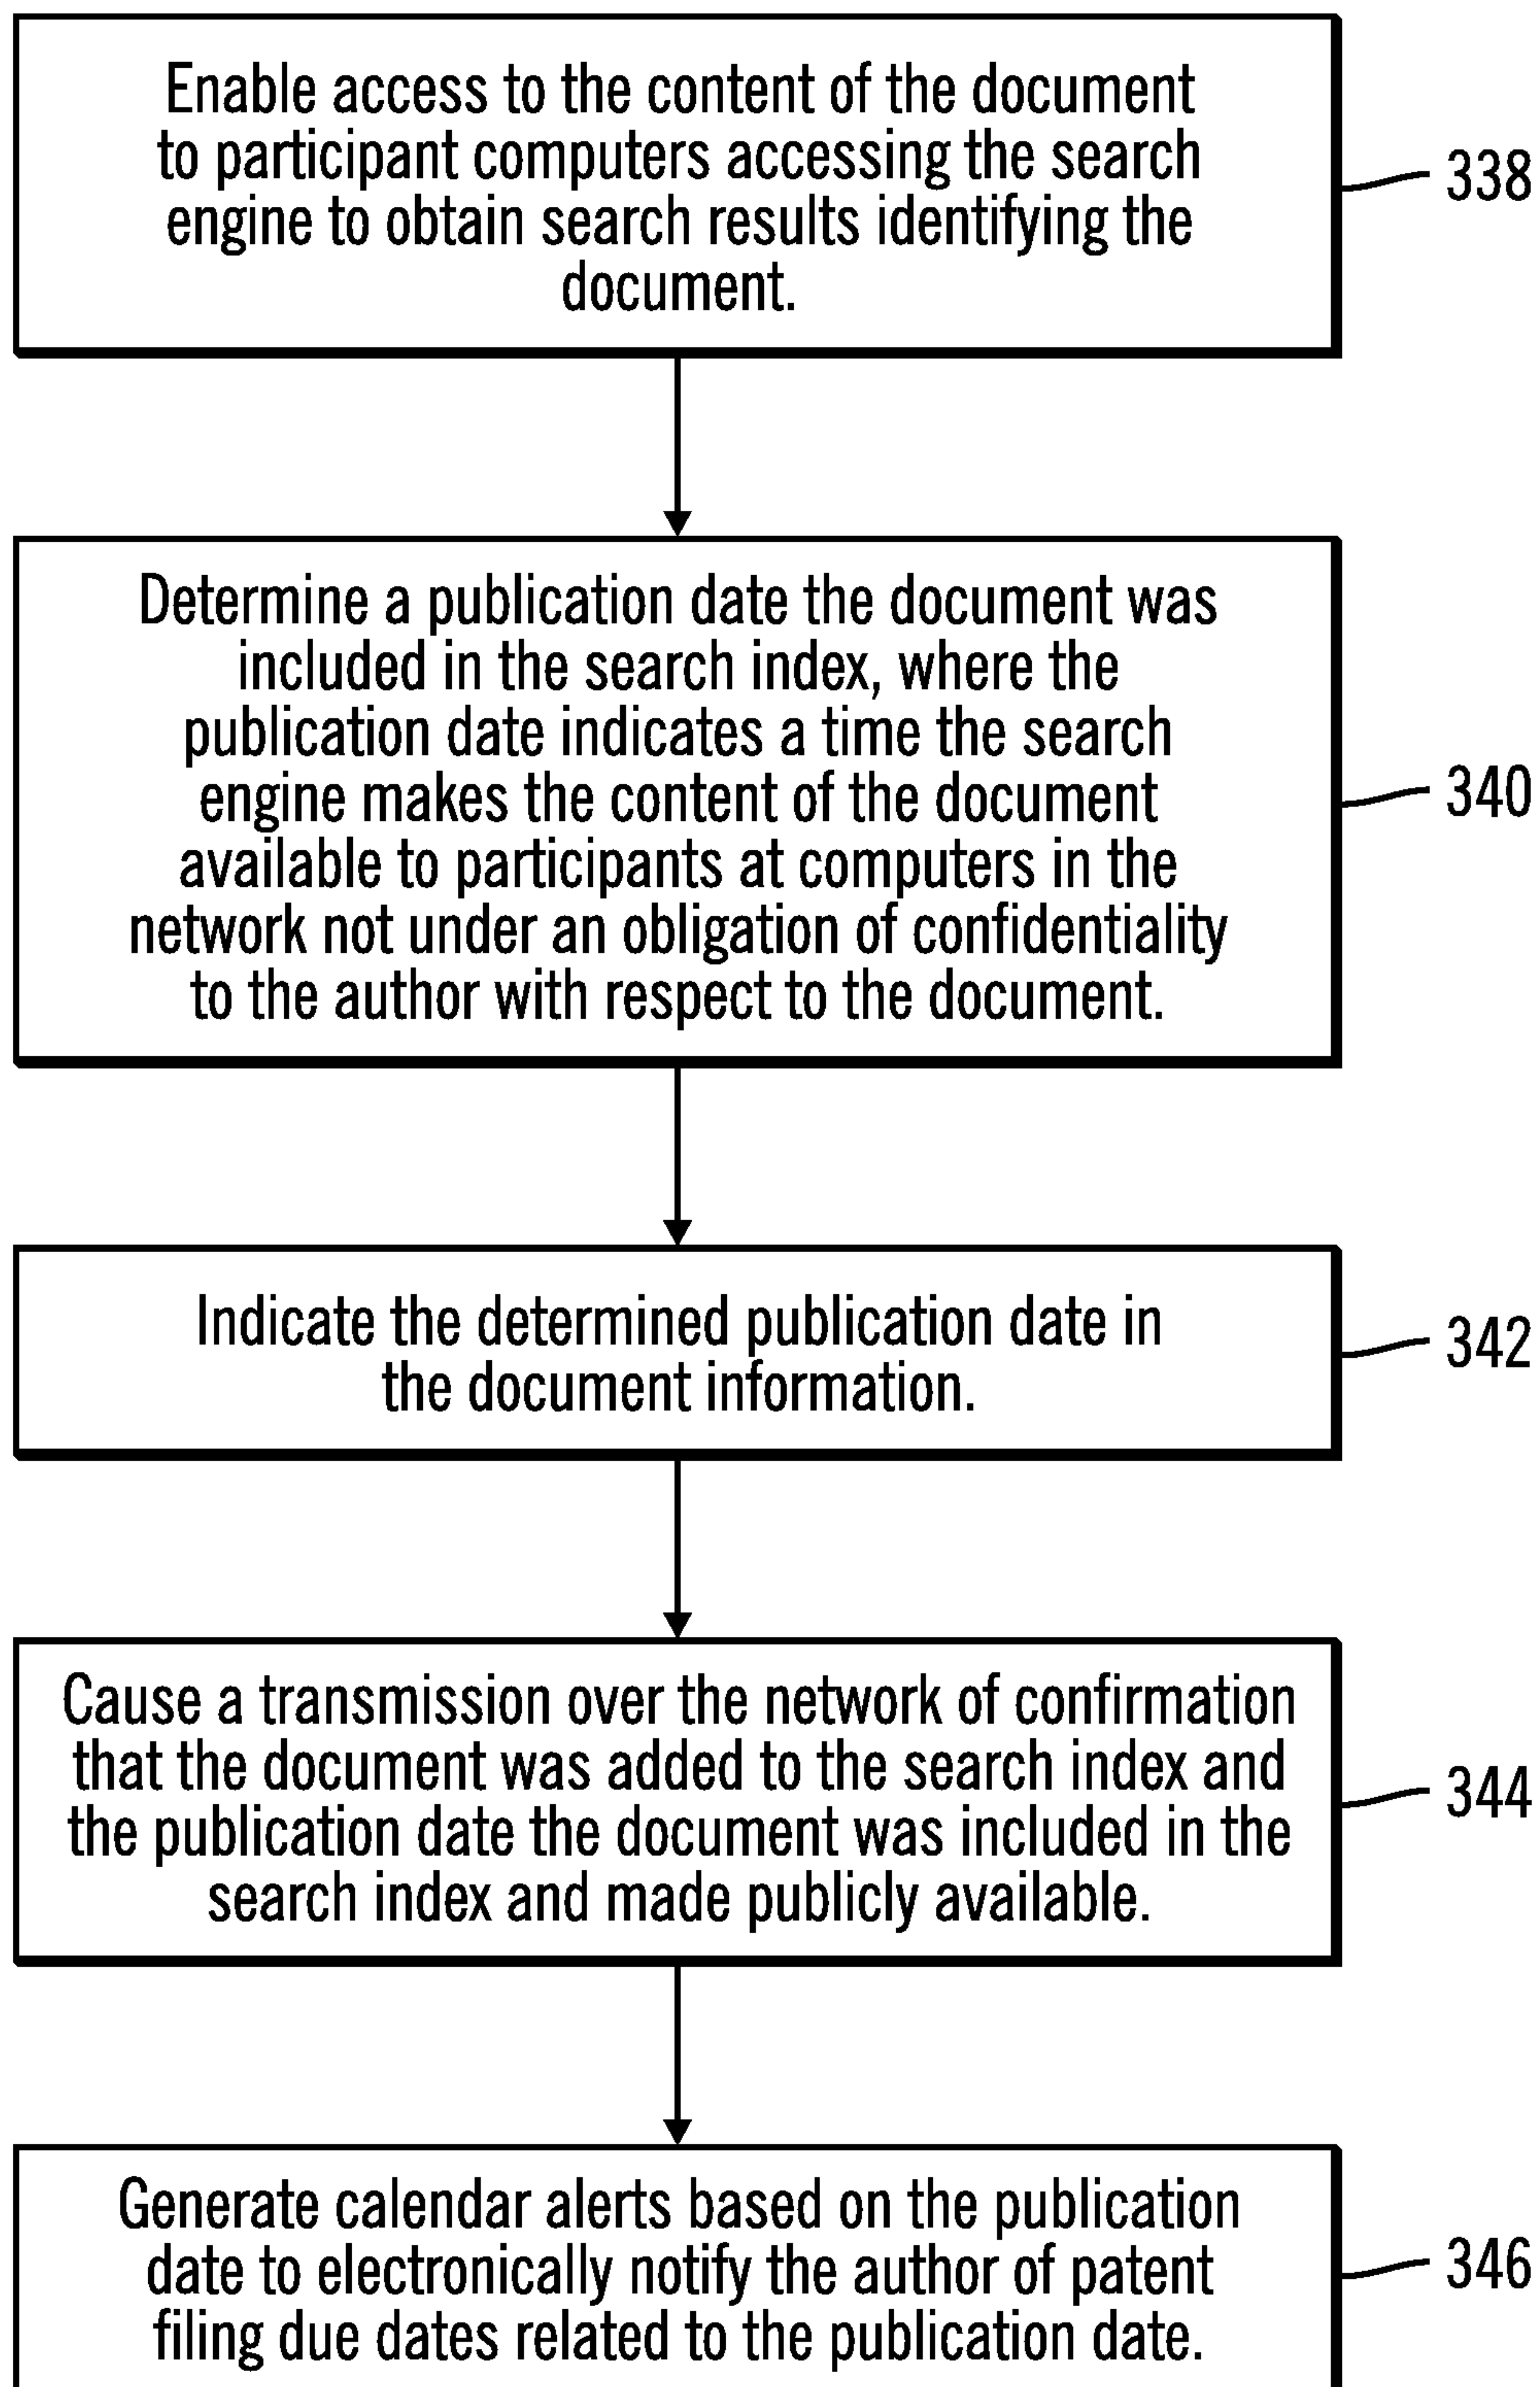 Enable access to the content of the document
to participant computers accessing the search
engine to obtain search results identifying the
document.
338
Determine a publication date the document was
included in the search index, where the
publication date indicates a time the search
engine makes the content of the document
available to participants at computers in the
network not under an obligation of confidentiality
to the author with respect to the document.
340
Indicate the determined publication date in
the document information.
342
Cause a transmission over the network of confirmation
that the document was added to the search index and
the publication date the document was included in the
search index and made publicly available.
344
Generate calendar alerts based on the publication
date to electronically notify the author of patent
filing due dates related to the publication date.
346